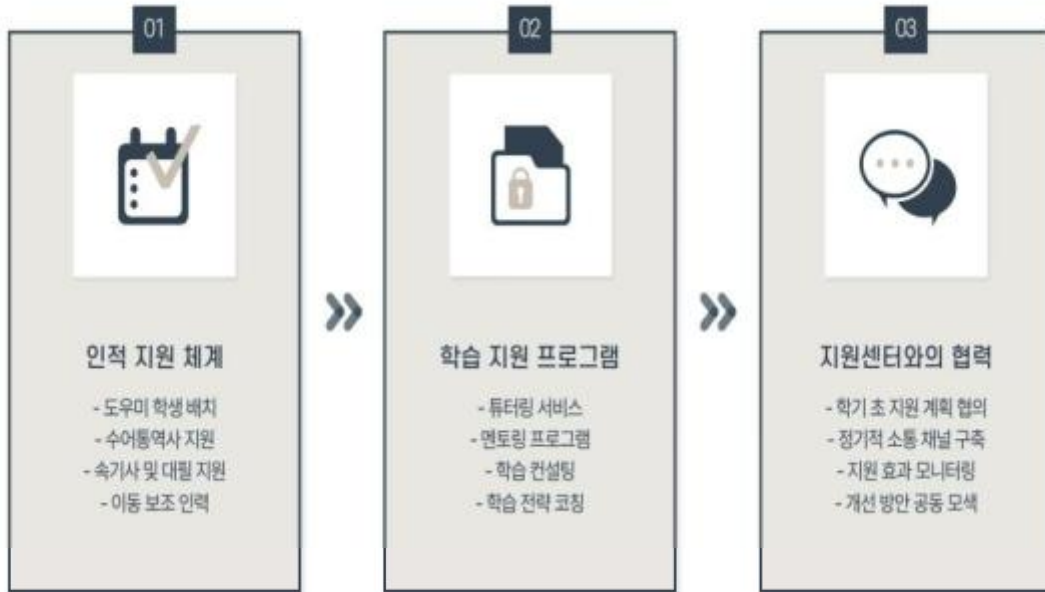 01
인적 지원 체계
- 도우미 학생 배치
- 수어통역사 지원
- 속기사 및 대필 지원
- 이동 보조 인력
02
학습 지원 프로그램
- 튜터링 서비스
- 멘토링 프로그램
- 학습 컨설팅
- 학습 전략 코칭
03
지원센터와의 협력
- 학기 초 지원 계획 협의
- 정기적 소통 채널 구축
- 지원 효과 모니터링
- 개선 방안 공동 모색